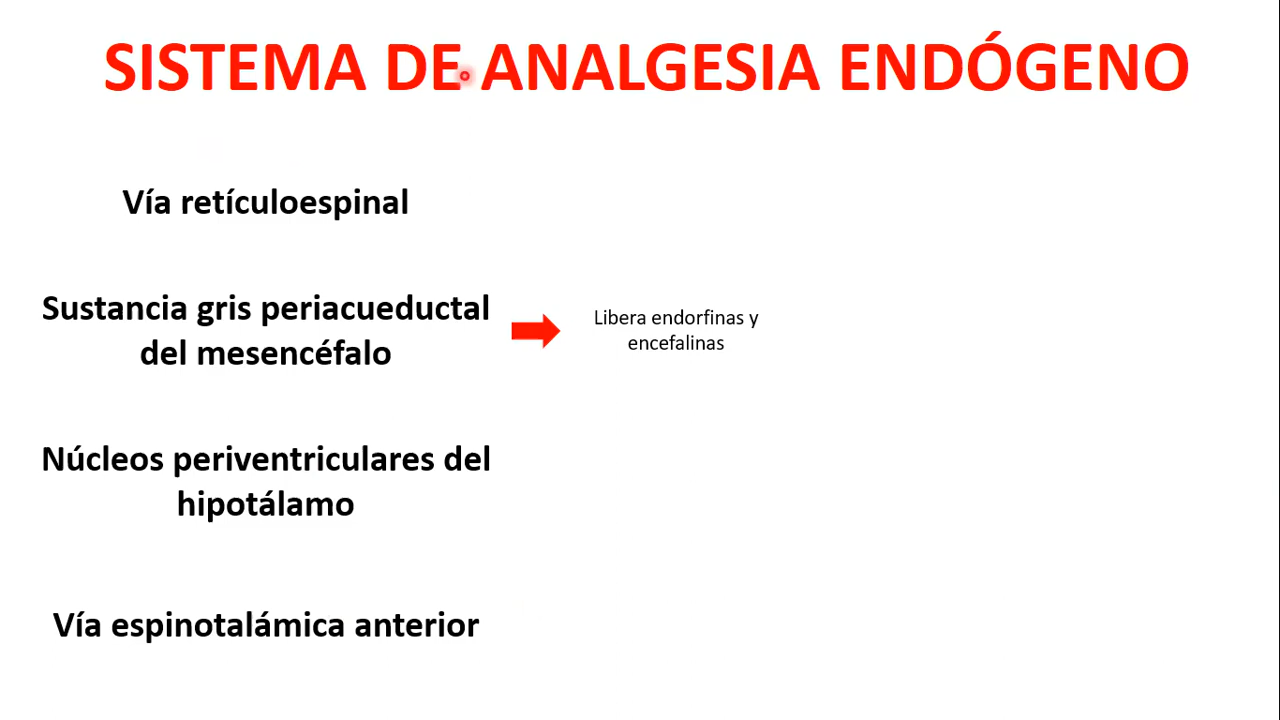 SISTEMA DE ANALGESIA ENDÓGENO
Vía retículoespinal
Sustancia gris periacueductal
del mesencéfalo
Libera endorfinas y
encefalinas
Núcleos periventriculares del
hipotálamo
Vía espinotalámica anterior